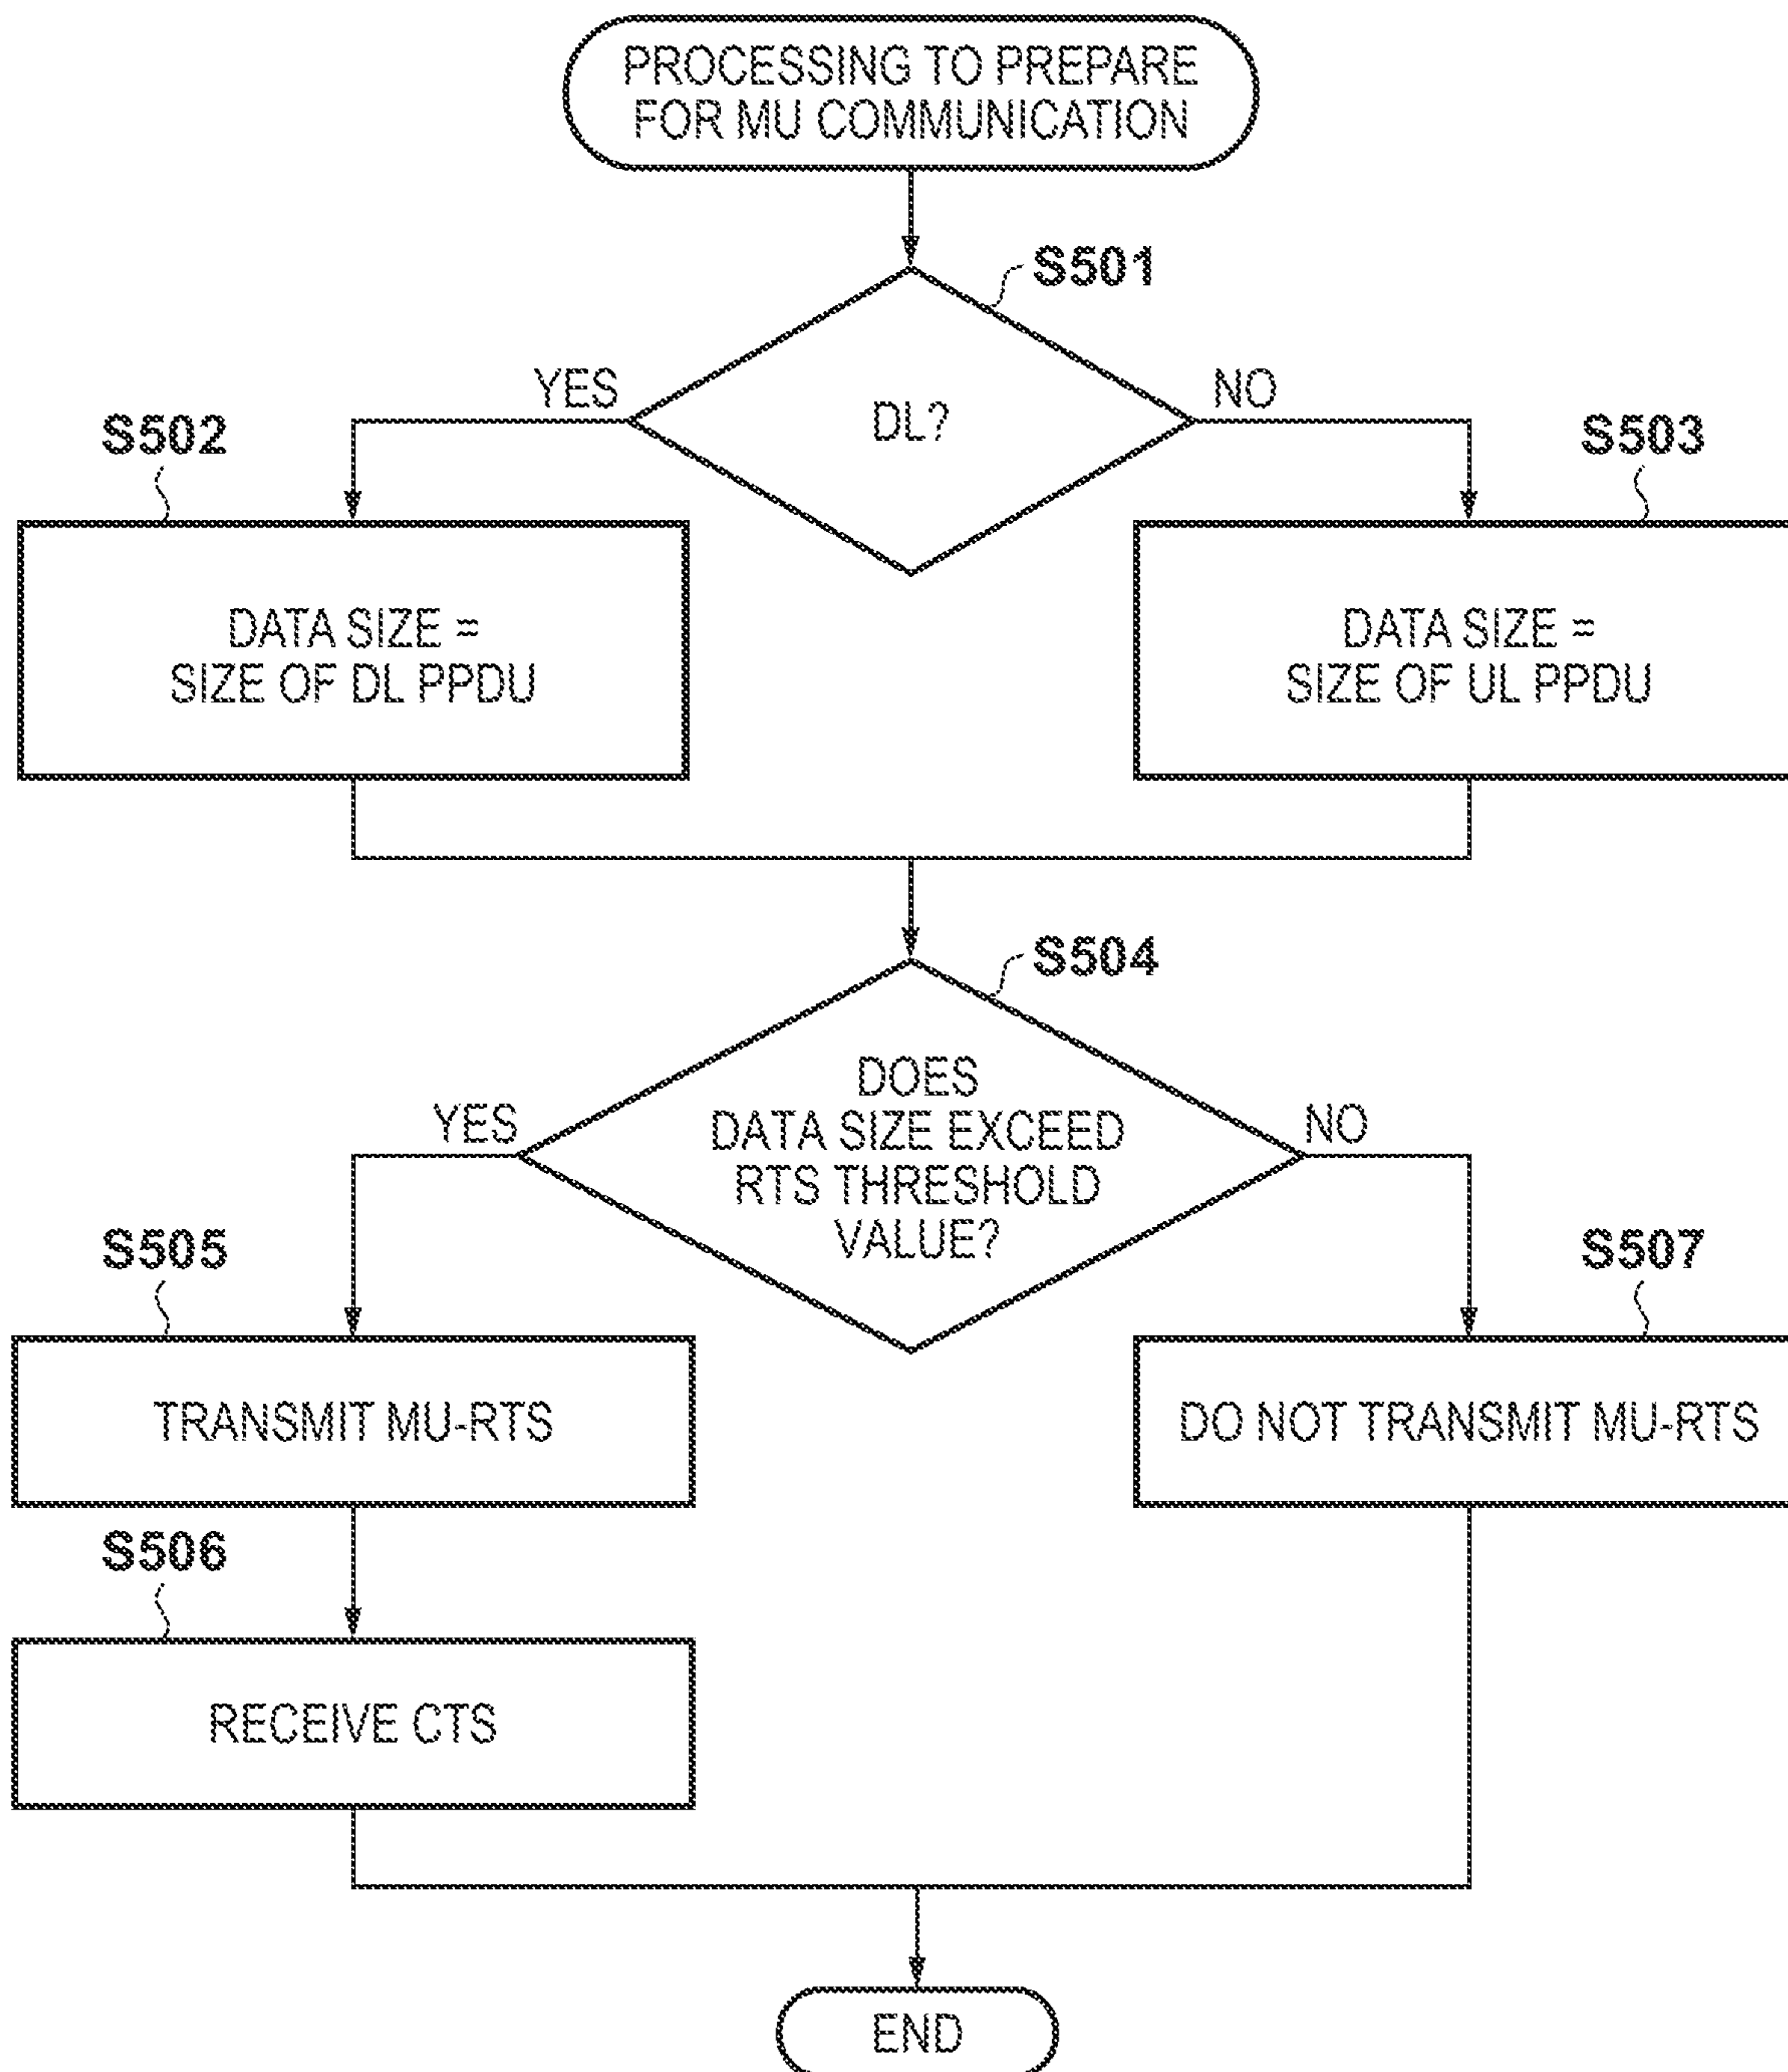 PROCESSING TO PREPARE
FOR MU COMMUNICATION
S501
DL?
YES
NO
S502
S503
DATA SIZE =
SIZE OF DL PPDU
DATA SIZE =
SIZE OF UL PPDU
S504
DOES
DATA SIZE EXCEED
RTS THRESHOLD
VALUE?
YES
NO
S505
S507
TRANSMIT MU-RTS
DO NOT TRANSMIT MU-RTS
S506
RECEIVE CTS
END